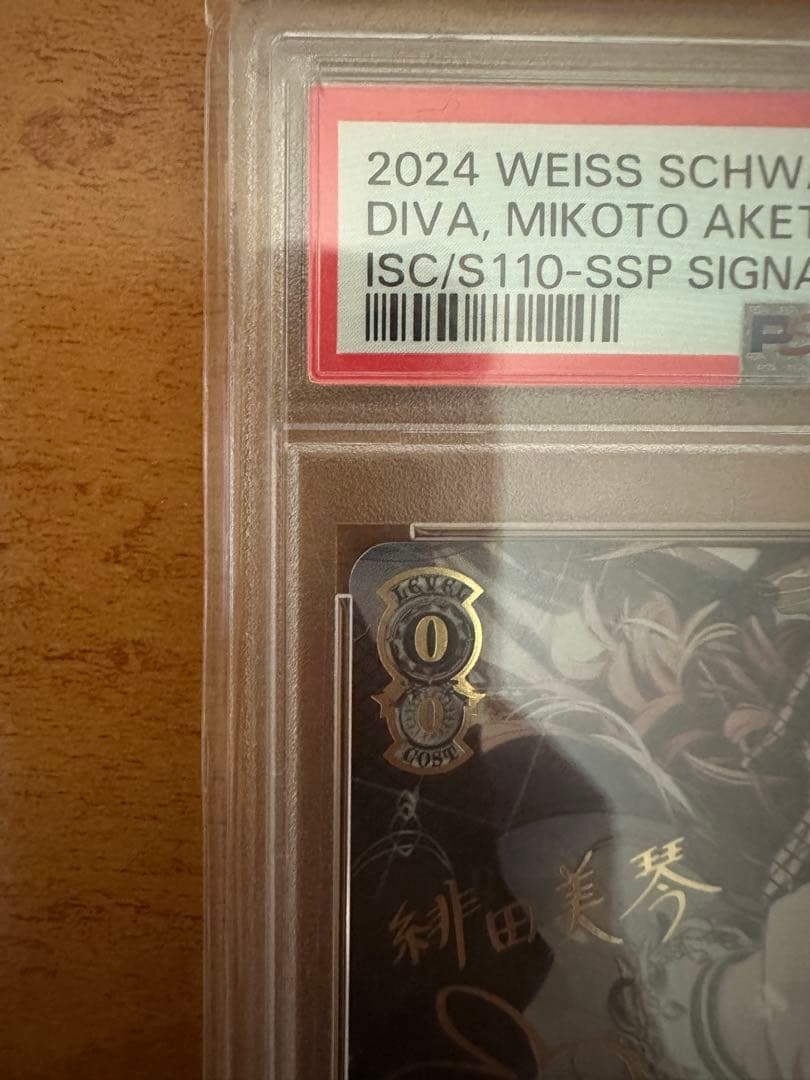 2024 WEISS SCHWA
DIVA, MIKOTO AKET
ISC/S110-SSP SIGNA
LEVEL
0
0
COST
緋田美琴